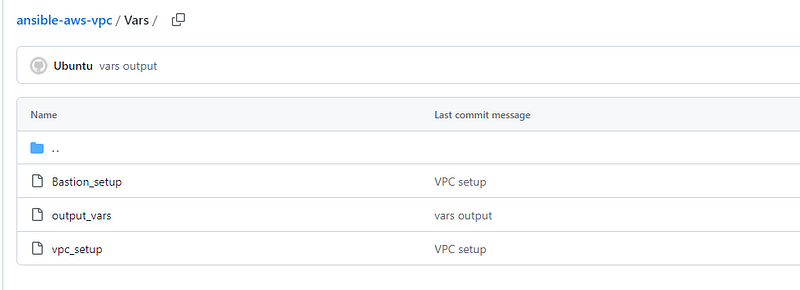 ansible-aws-vpc / Vars /
Ubuntu vars output
Name Last commit message
..
Bastion_setup VPC setup
output_vars vars output
vpc_setup VPC setup